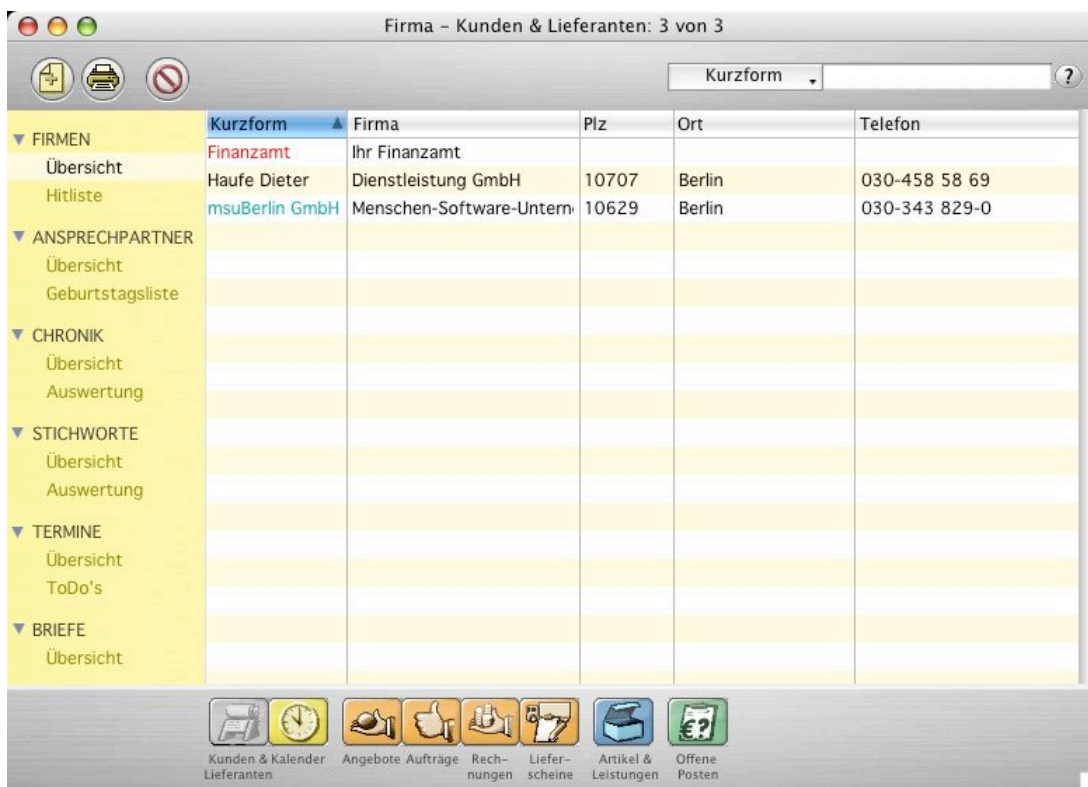 Firma – Kunden & Lieferanten: 3 von 3
Kurzform ?
Kurzform Firma Plz Ort Telefon
Finanzamt Ihr Finanzamt
Haufe Dieter Dienstleistung GmbH 10707 Berlin 030-458 58 69
msuBerlin GmbH Menschen-Software-Untern 10629 Berlin 030-343 829-0
FIRMEN
Übersicht
Hitliste
ANSPRECHPARTNER
Übersicht
Geburtstagsliste
CHRONIK
Übersicht
Auswertung
STICHWORTE
Übersicht
Auswertung
TERMINE
Übersicht
ToDo's
BRIEFE
Übersicht
€?
Kunden & Kalender Angebote Aufträge Rech- Liefer- Artikel & Offene
Lieferanten nungen scheine Leistungen Posten